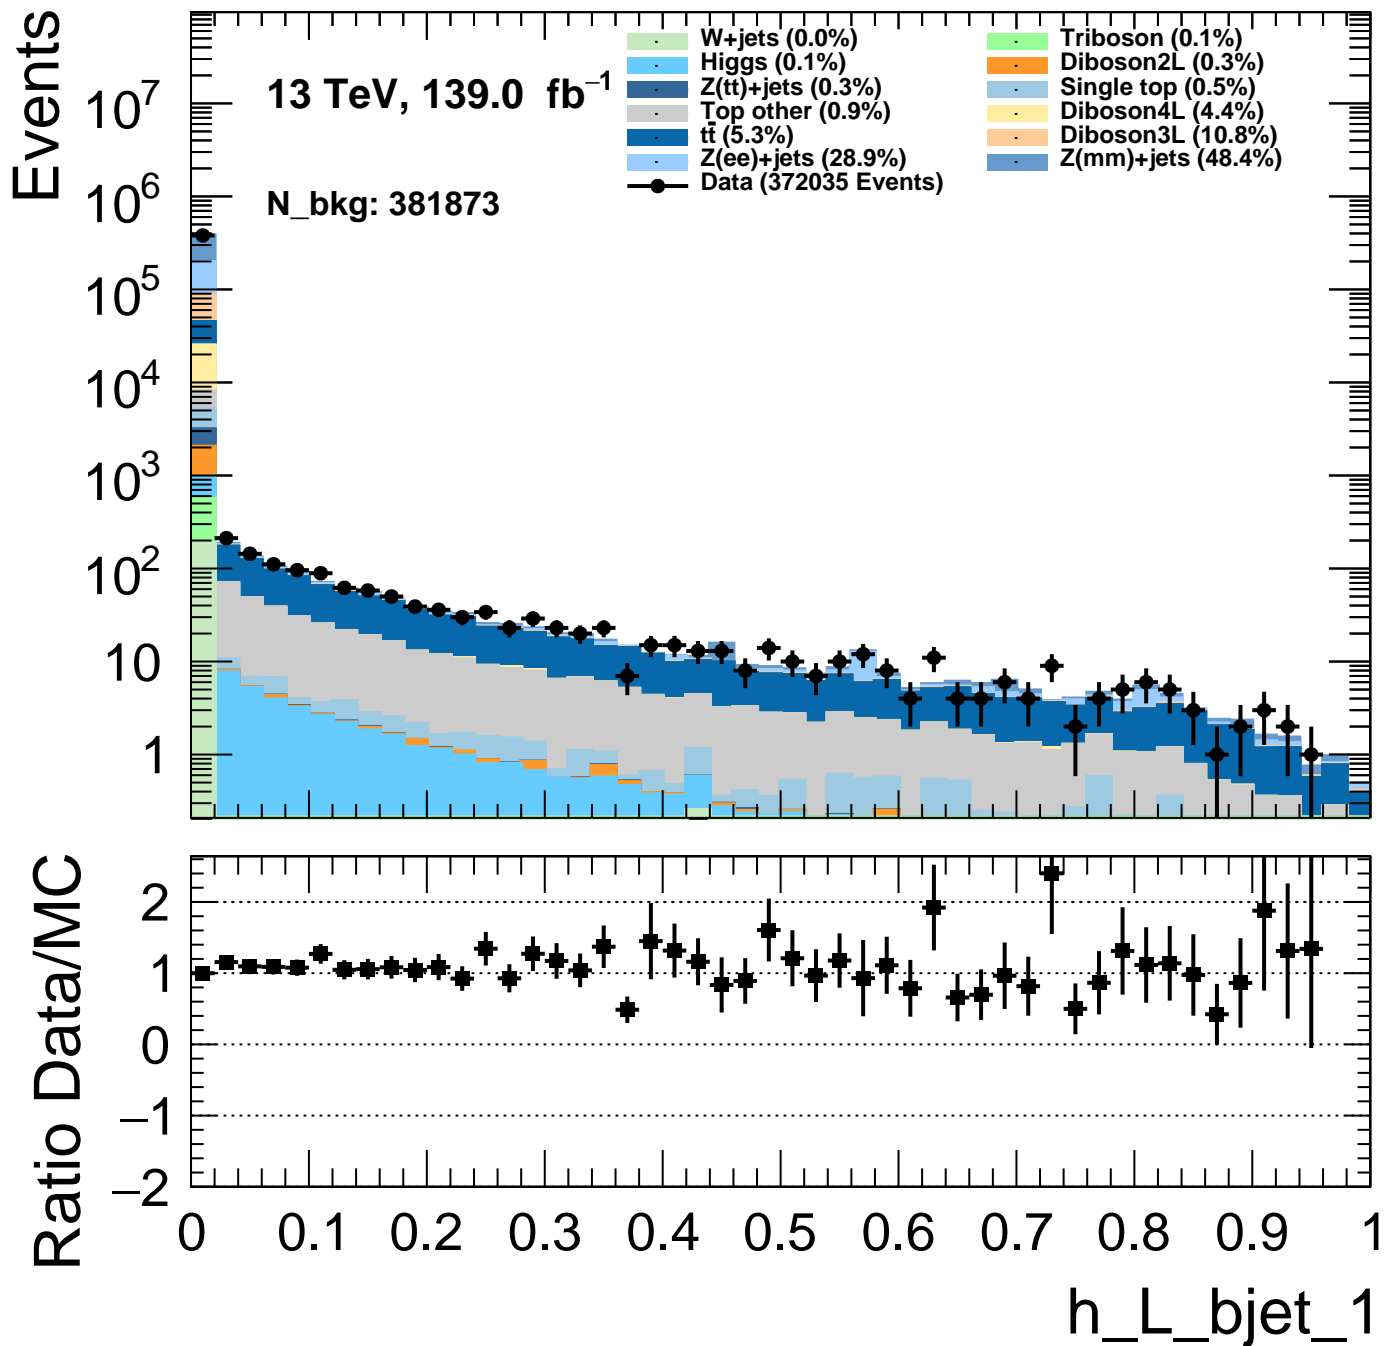 Events
10^7
10^6
10^5
10^4
10^3
10^2
10
1
13 TeV, 139.0 fb^−1
N_bkg: 381873
W+jets (0.0%)
Higgs (0.1%)
Z(tt)+jets (0.3%)
Top other (0.9%)
tt̄ (5.3%)
Z(ee)+jets (28.9%)
Data (372035 Events)
Triboson (0.1%)
Diboson2L (0.3%)
Single top (0.5%)
Diboson4L (4.4%)
Diboson3L (10.8%)
Z(mm)+jets (48.4%)
Ratio Data/MC
2
1
0
−1
−2
0 0.1 0.2 0.3 0.4 0.5 0.6 0.7 0.8 0.9 1
h_L_bjet_1